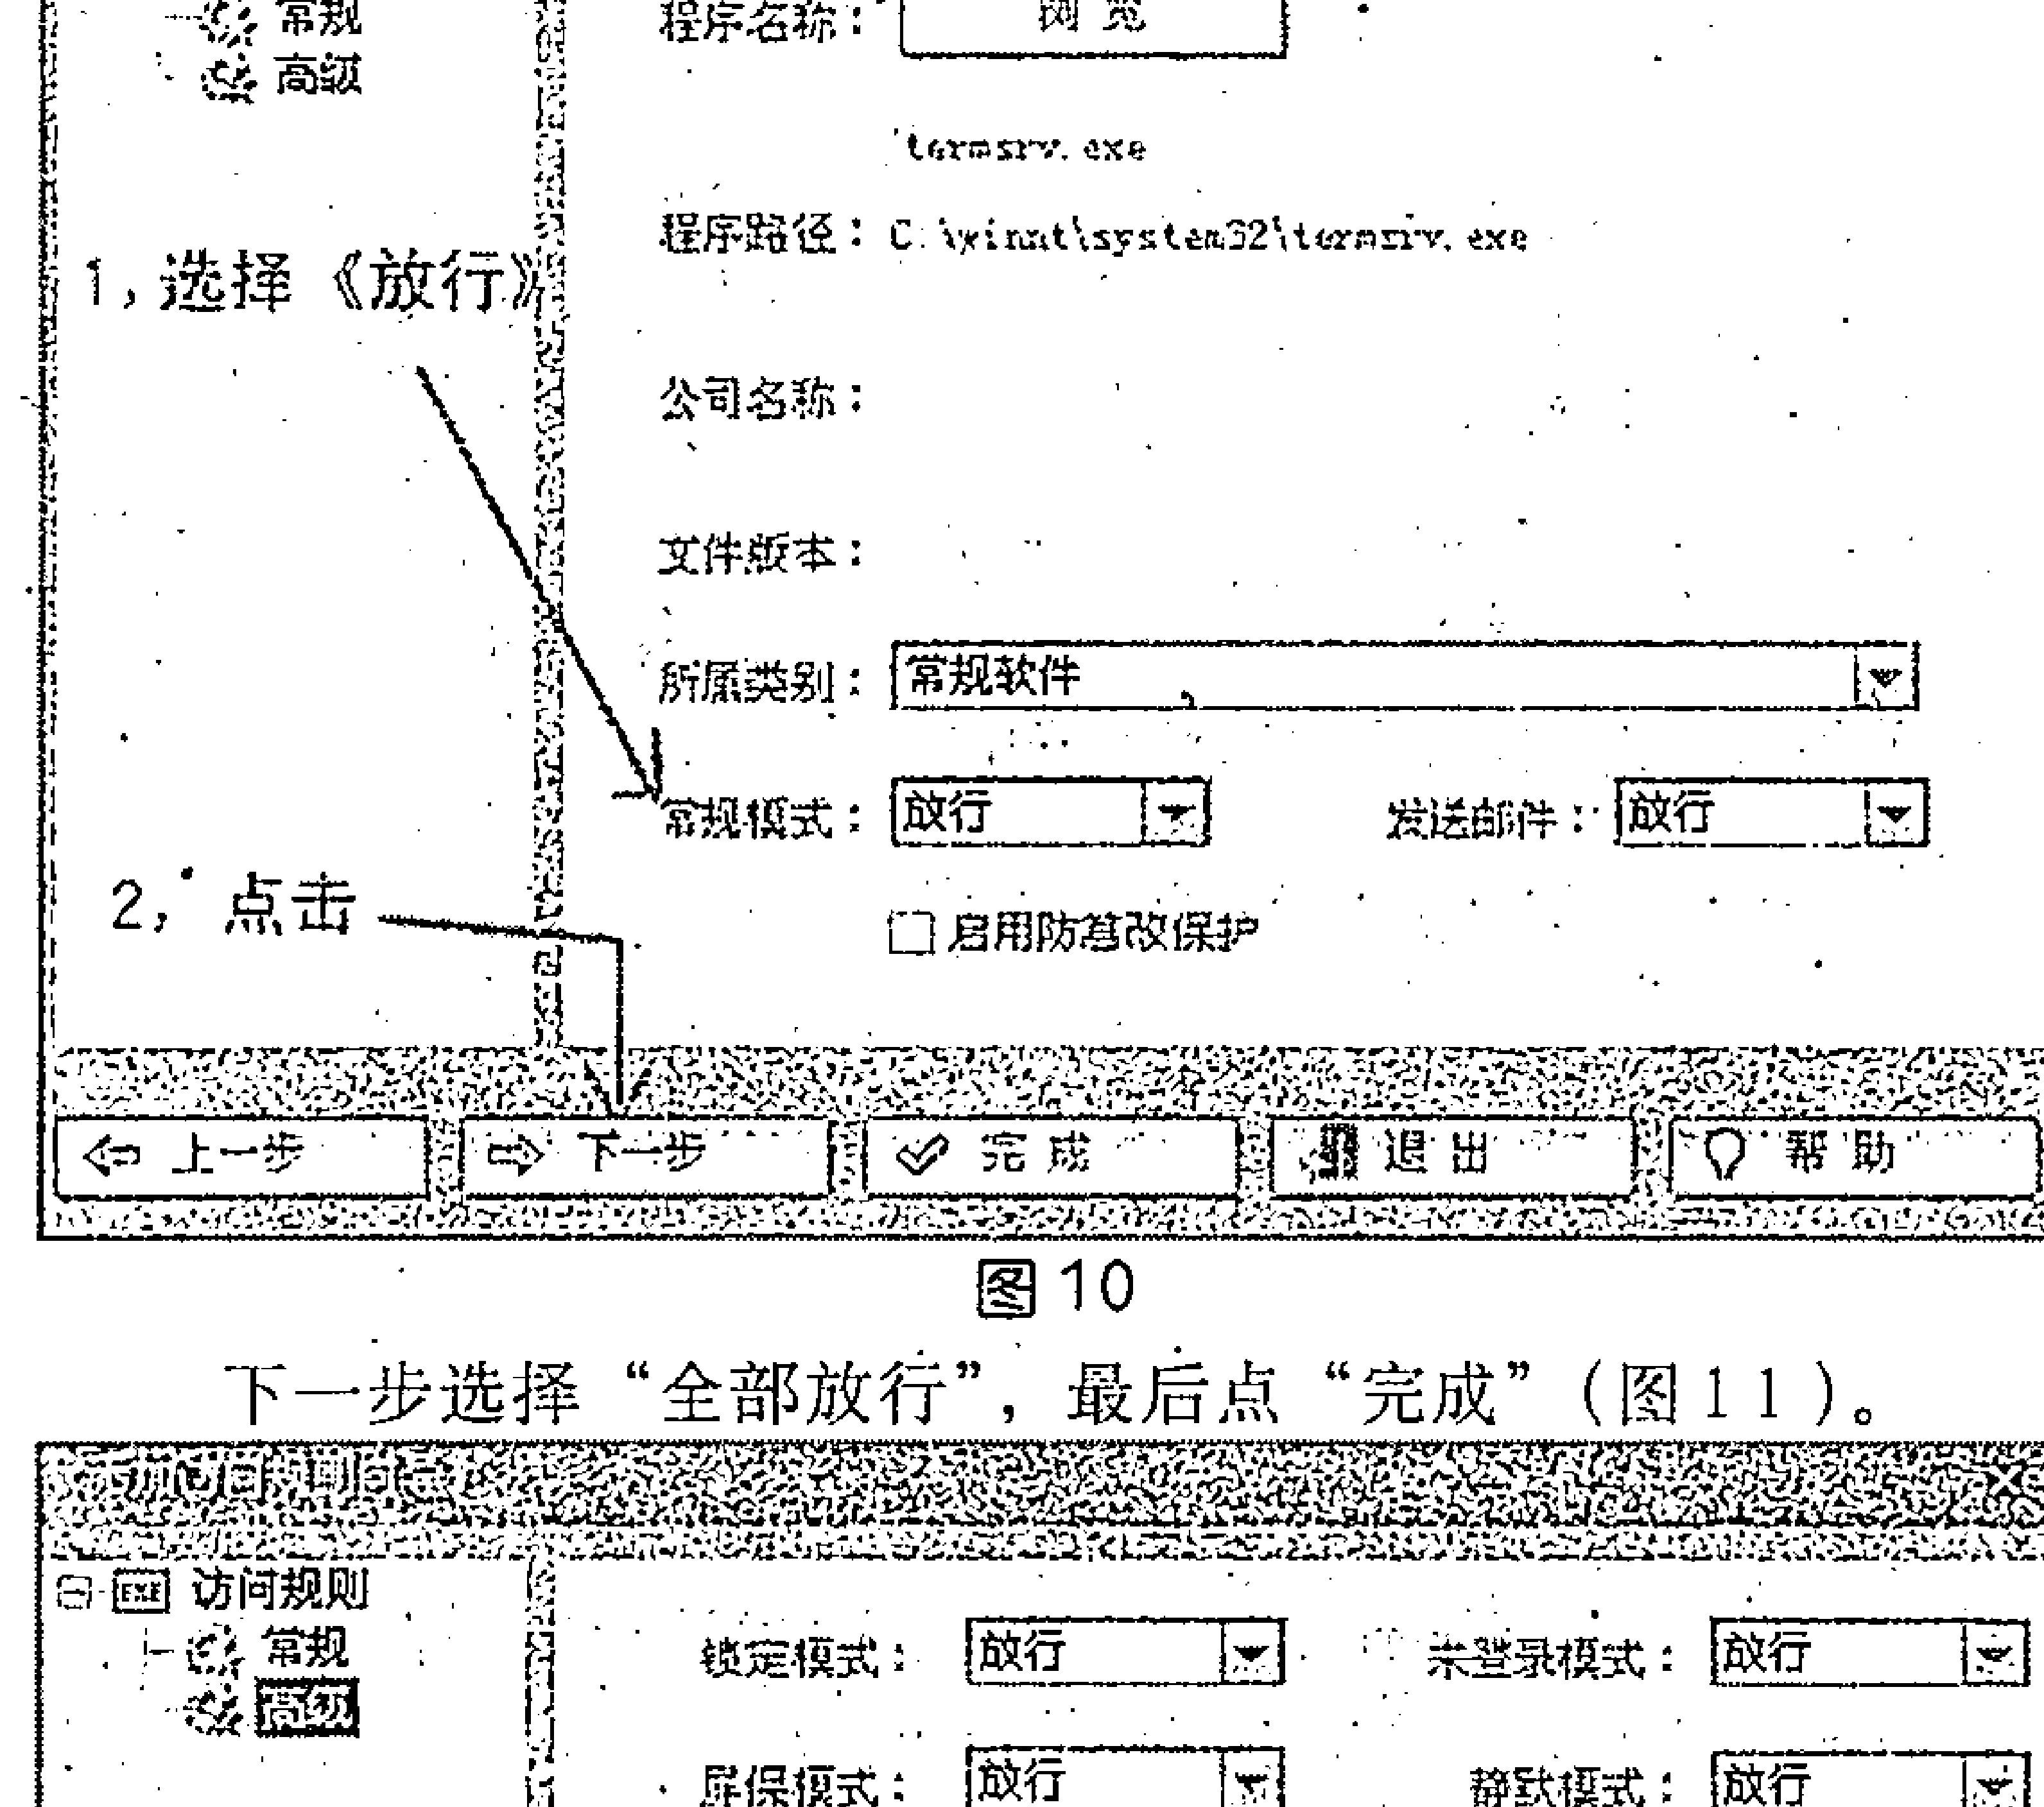 常规
程序名称：
浏 览
高级
termsrv.exe
程序路径：C:\winnt\system32\termsrv.exe
1,选择《放行》
公司名称：
文件版本：
所属类别：常规软件
常规模式：放行
发送邮件：放行
2, 点击
启用防篡改保护
上一步
下一步
完 成
退 出
帮 助
图10
下一步选择“全部放行”，最后点“完成”（图11）。
EXE 访问规则
常规
锁定模式：放行
未登录模式：放行
高级
屏保模式：放行
静默模式：放行